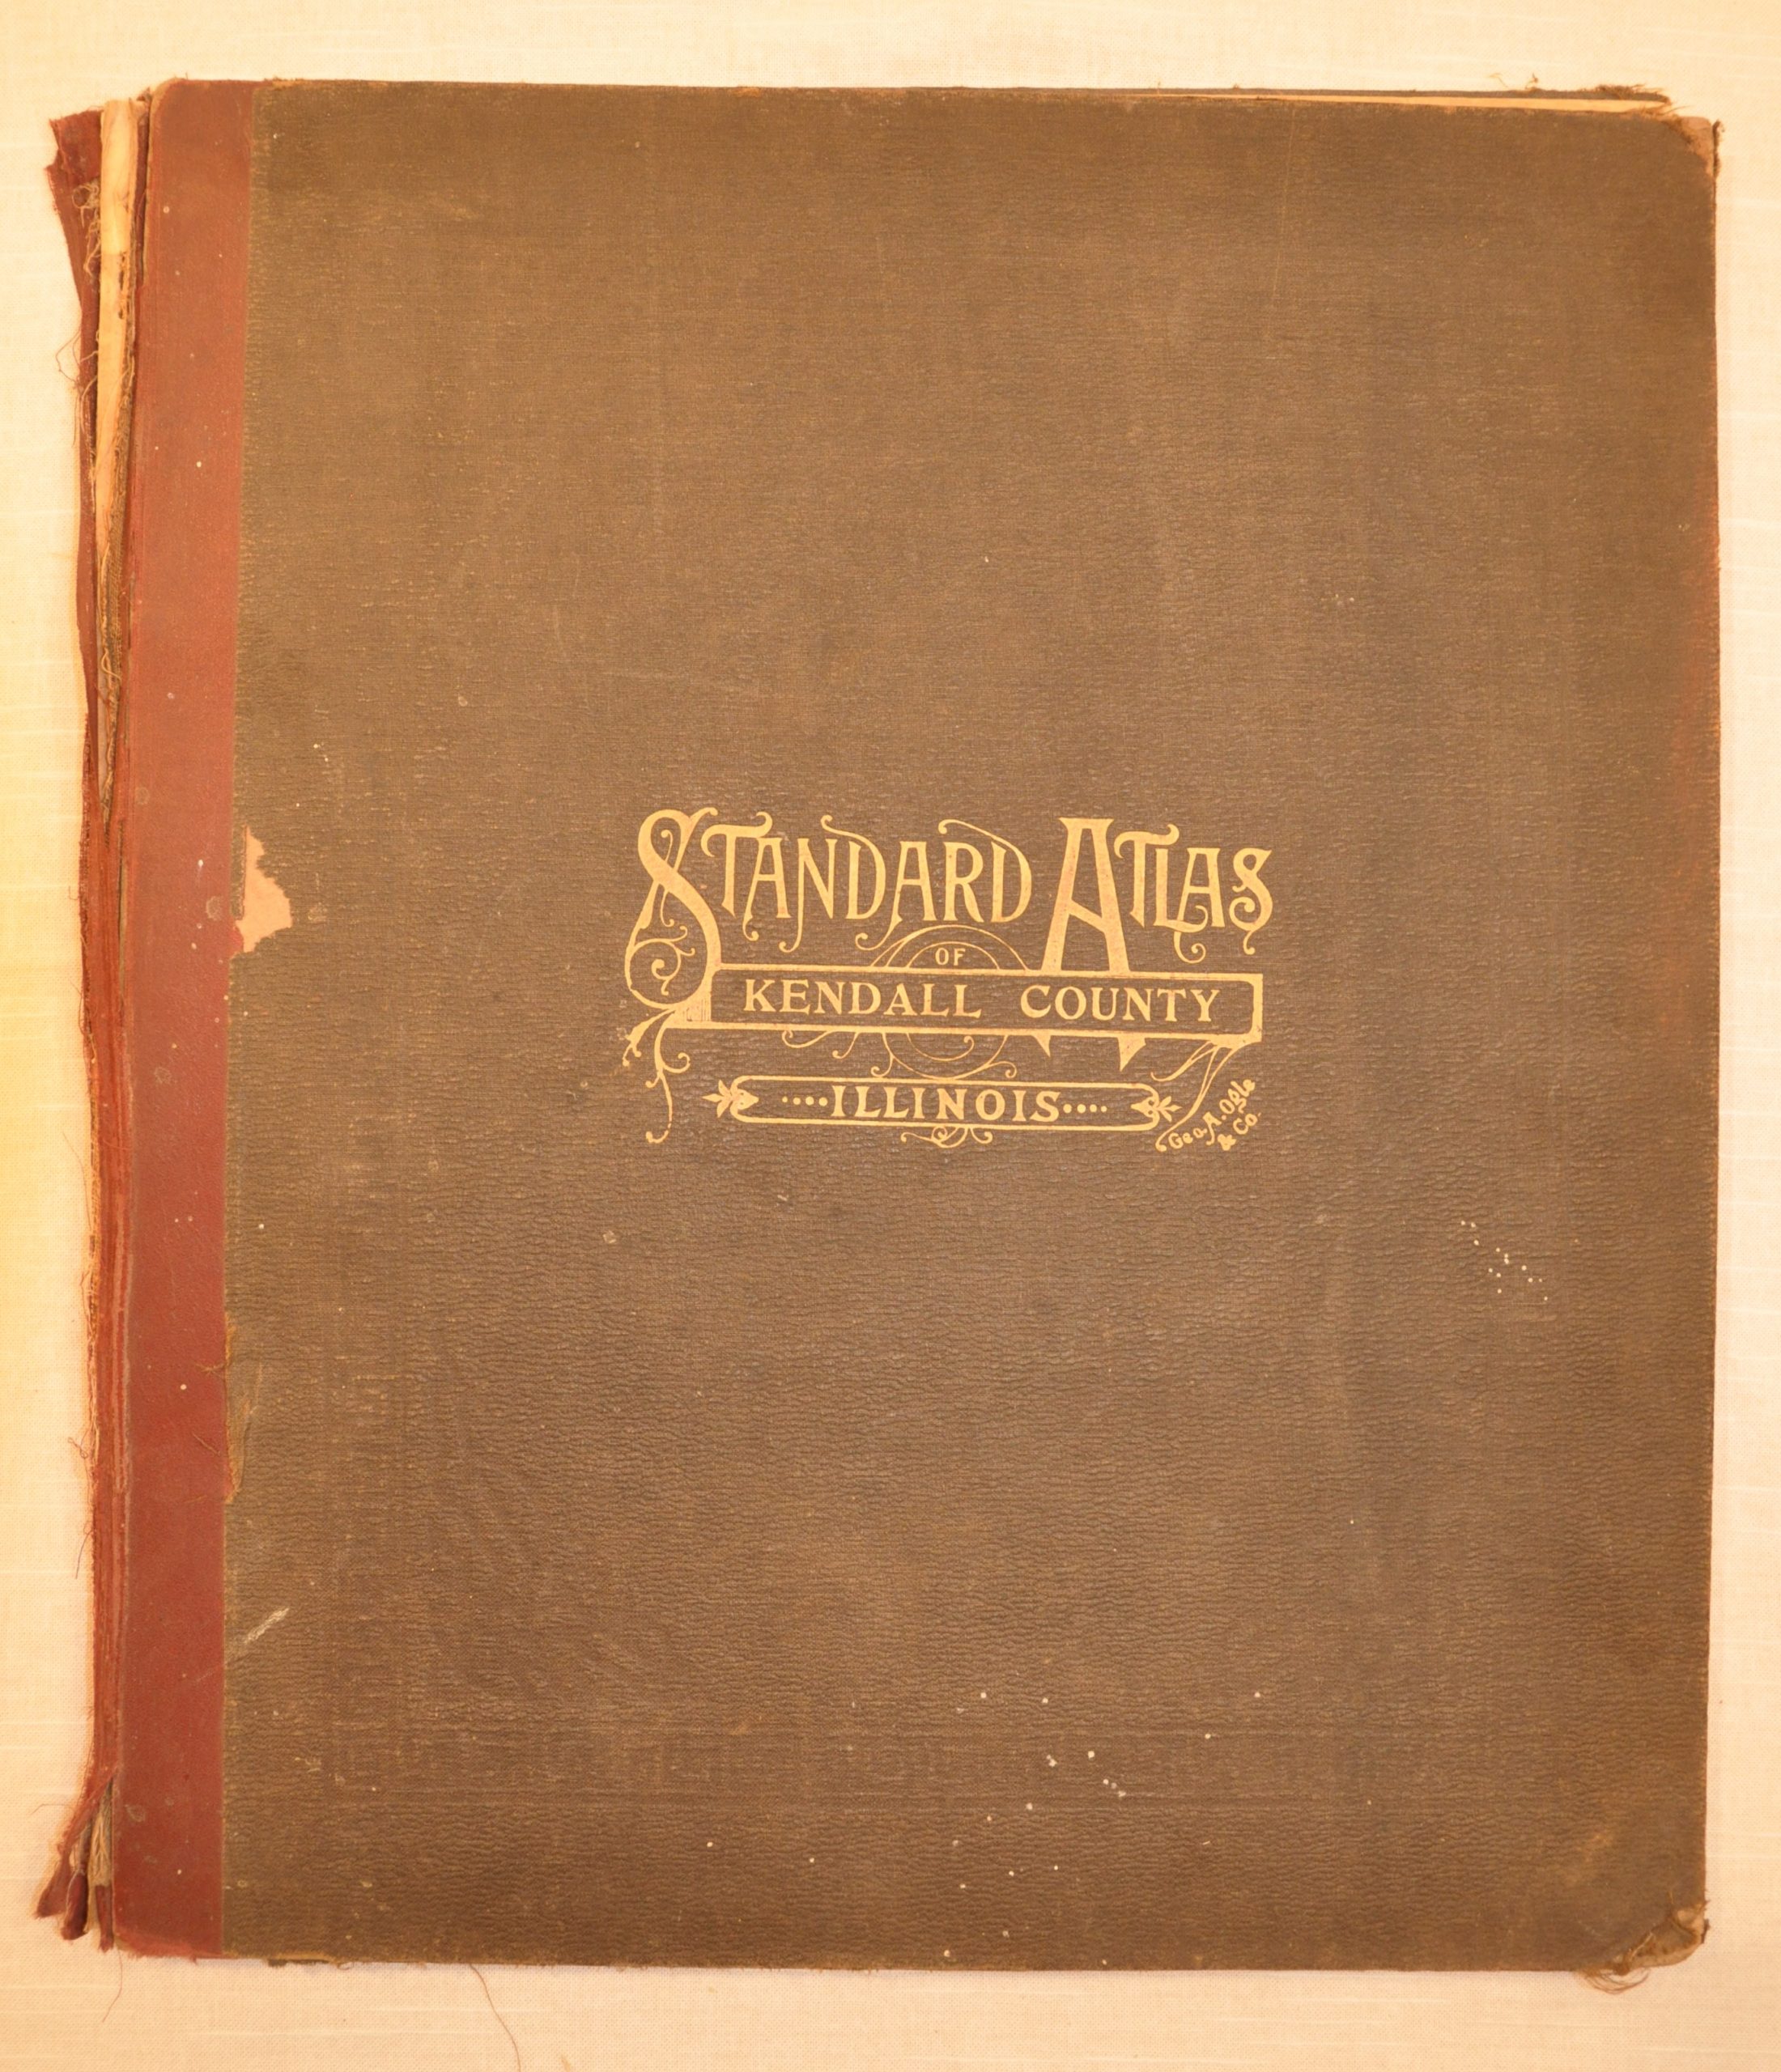 STANDARD ATLAS
OF
KENDALL COUNTY
····ILLINOIS····
Geo. A. Ogle
& Co.